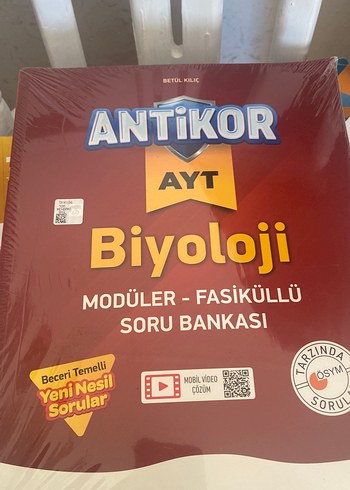 BETÜL KILIÇ
ANTİKOR
AYT
Biyoloji
MODÜLER - FASİKÜLLÜ
SORU BANKASI
Beceri Temelli
Yeni Nesil
Sorular
MOBİL VİDEO
ÇÖZÜM
TARZINDA
ÖSYM